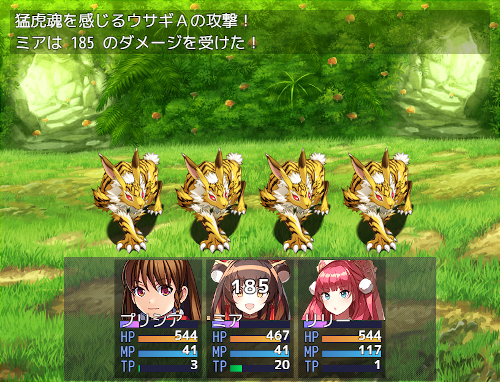 猛虎魂を感じるウサギAの攻撃!
ミアは 185 のダメージを受けた!
185
プリシア ミア リリー
HP 544 HP 467 HP 544
MP 41 MP 41 MP 117
TP 3 TP 20 TP 1